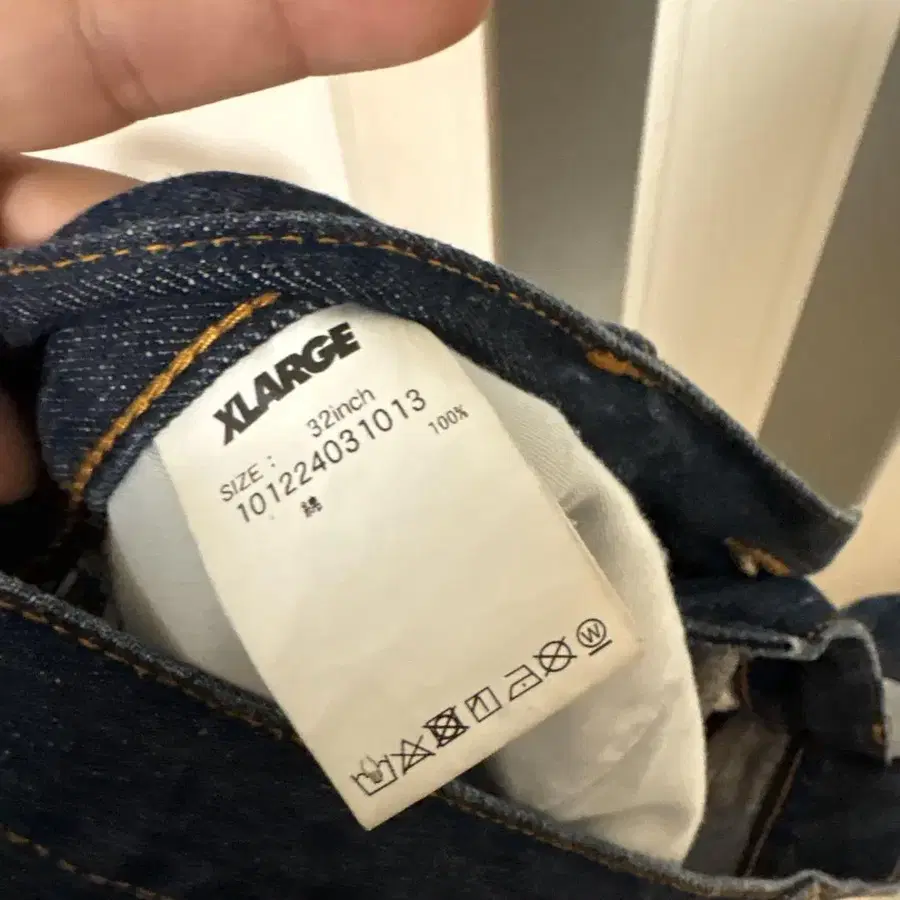 XLARGE
SIZE : 32inch
101224031013
綿 100%
W